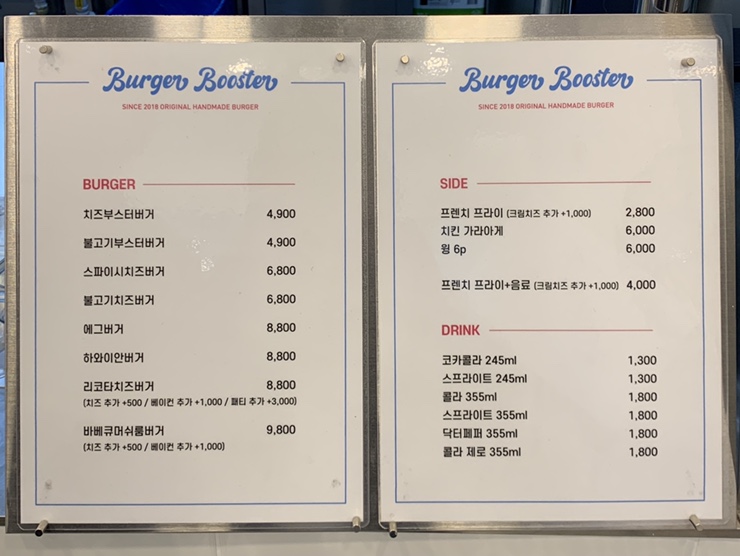 Burger Booster
SINCE 2018 ORIGINAL HANDMADE BURGER
BURGER
치즈부스터버거 4,900
불고기부스터버거 4,900
스파이시치즈버거 6,800
불고기치즈버거 6,800
에그버거 8,800
하와이안버거 8,800
리코타치즈버거 8,800
(치즈 추가 +500 / 베이컨 추가 +1,000 / 패티 추가 +3,000)
바베큐머쉬룸버거 9,800
(치즈 추가 +500 / 베이컨 추가 +1,000)
Burger Booster
SINCE 2018 ORIGINAL HANDMADE BURGER
SIDE
프렌치 프라이 (크림치즈 추가 +1,000) 2,800
치킨 가라아게 6,000
윙 6p 6,000
프렌치 프라이+음료 (크림치즈 추가 +1,000) 4,000
DRINK
코카콜라 245ml 1,300
스프라이트 245ml 1,300
콜라 355ml 1,800
스프라이트 355ml 1,800
닥터페퍼 355ml 1,800
콜라 제로 355ml 1,800